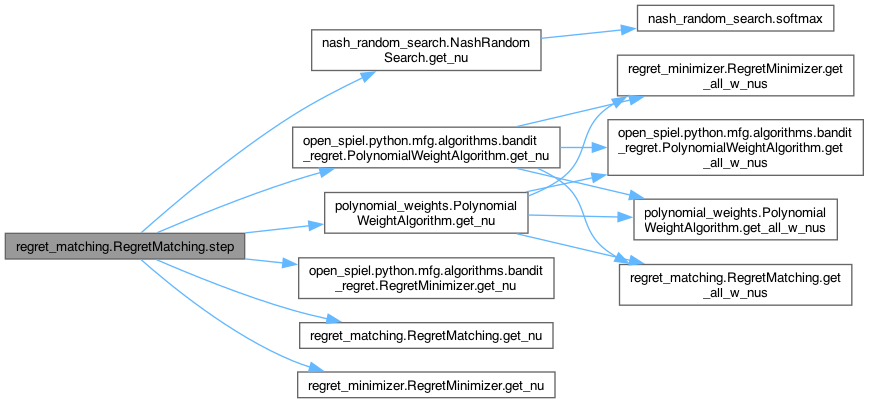 regret_matching.RegretMatching.step
nash_random_search.NashRandom
Search.get_nu
open_spiel.python.mfg.algorithms.bandit
_regret.PolynomialWeightAlgorithm.get_nu
polynomial_weights.Polynomial
WeightAlgorithm.get_nu
open_spiel.python.mfg.algorithms.bandit
_regret.RegretMinimizer.get_nu
regret_matching.RegretMatching.get_nu
regret_minimizer.RegretMinimizer.get_nu
nash_random_search.softmax
regret_minimizer.RegretMinimizer.get
_all_w_nus
open_spiel.python.mfg.algorithms.bandit
_regret.PolynomialWeightAlgorithm.get
_all_w_nus
polynomial_weights.Polynomial
WeightAlgorithm.get_all_w_nus
regret_matching.RegretMatching.get
_all_w_nus